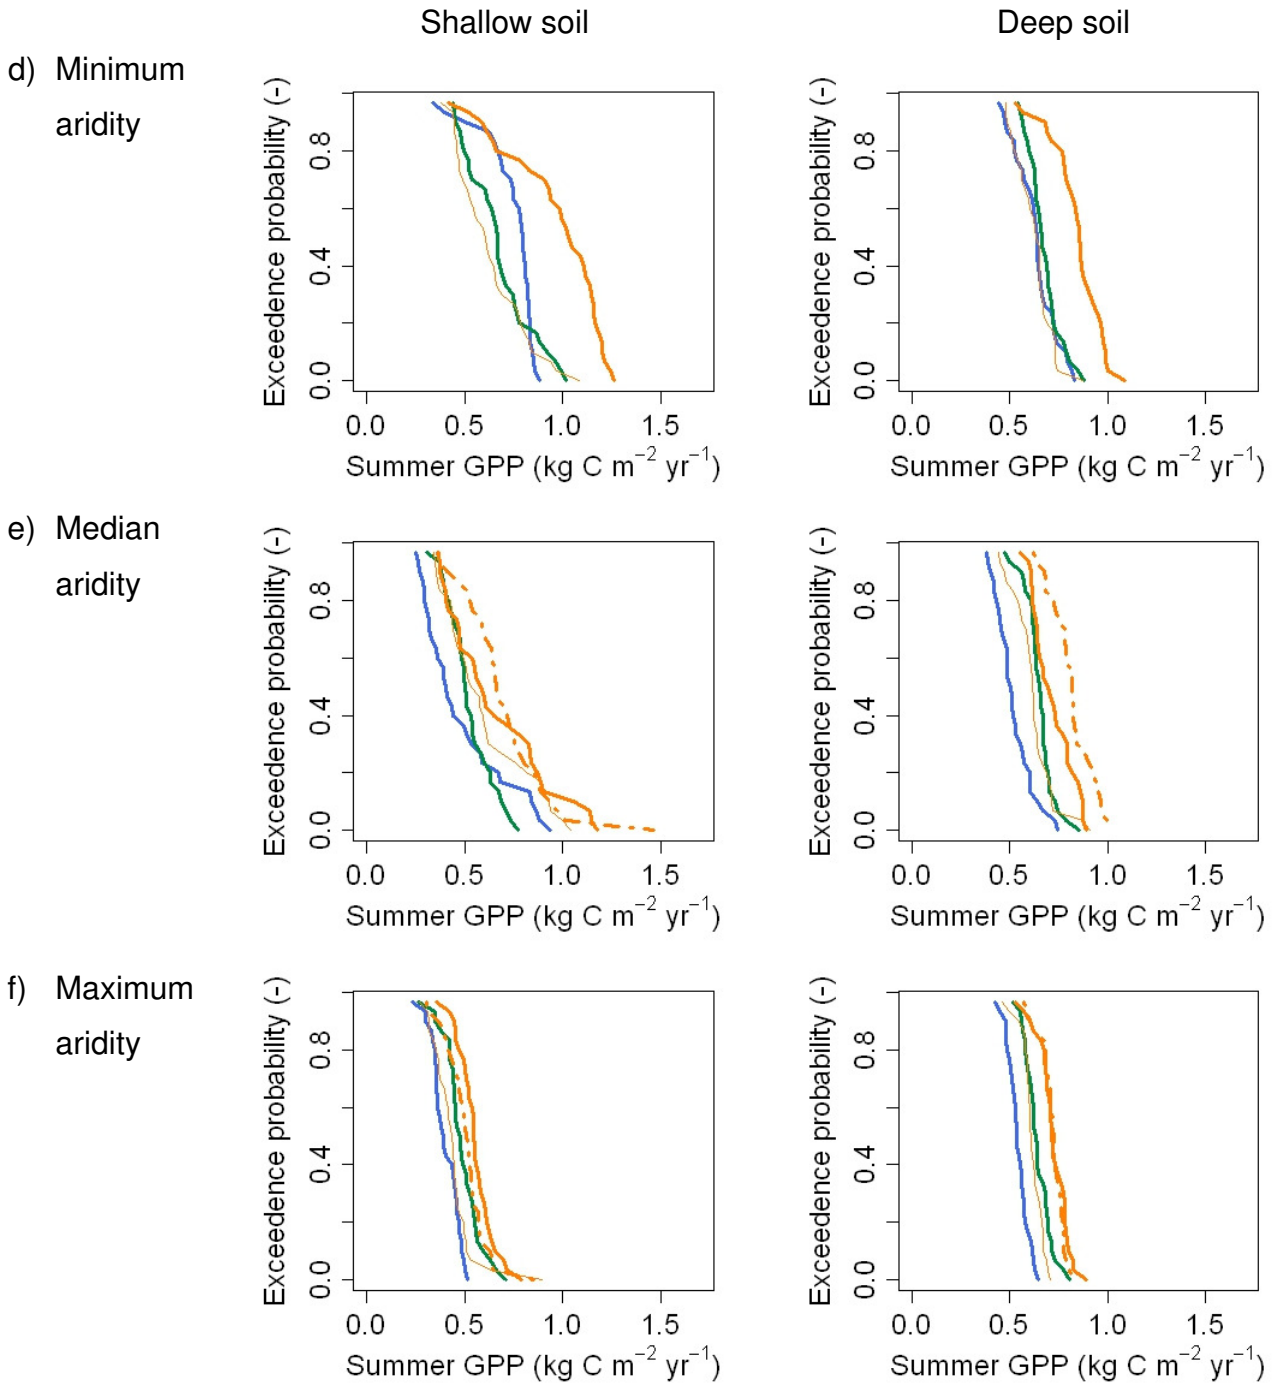 Shallow soil Deep soil
d) Minimum
aridity
Exceedence probability (-)
0.8
0.4
0.0
0.0 0.5 1.0 1.5
Summer GPP (kg C m⁻² yr⁻¹)
Exceedence probability (-)
0.8
0.4
0.0
0.0 0.5 1.0 1.5
Summer GPP (kg C m⁻² yr⁻¹)
e) Median
aridity
Exceedence probability (-)
0.8
0.4
0.0
0.0 0.5 1.0 1.5
Summer GPP (kg C m⁻² yr⁻¹)
Exceedence probability (-)
0.8
0.4
0.0
0.0 0.5 1.0 1.5
Summer GPP (kg C m⁻² yr⁻¹)
f) Maximum
aridity
Exceedence probability (-)
0.8
0.4
0.0
0.0 0.5 1.0 1.5
Summer GPP (kg C m⁻² yr⁻¹)
Exceedence probability (-)
0.8
0.4
0.0
0.0 0.5 1.0 1.5
Summer GPP (kg C m⁻² yr⁻¹)